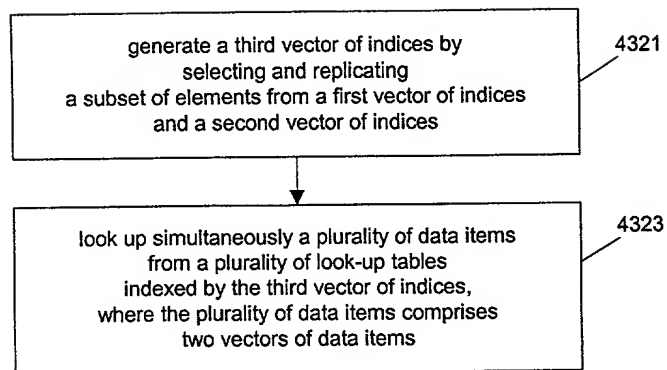 generate a third vector of indices by
selecting and replicating
a subset of elements from a first vector of indices
and a second vector of indices
4321
look up simultaneously a plurality of data items
from a plurality of look-up tables
indexed by the third vector of indices,
where the plurality of data items comprises
two vectors of data items
4323